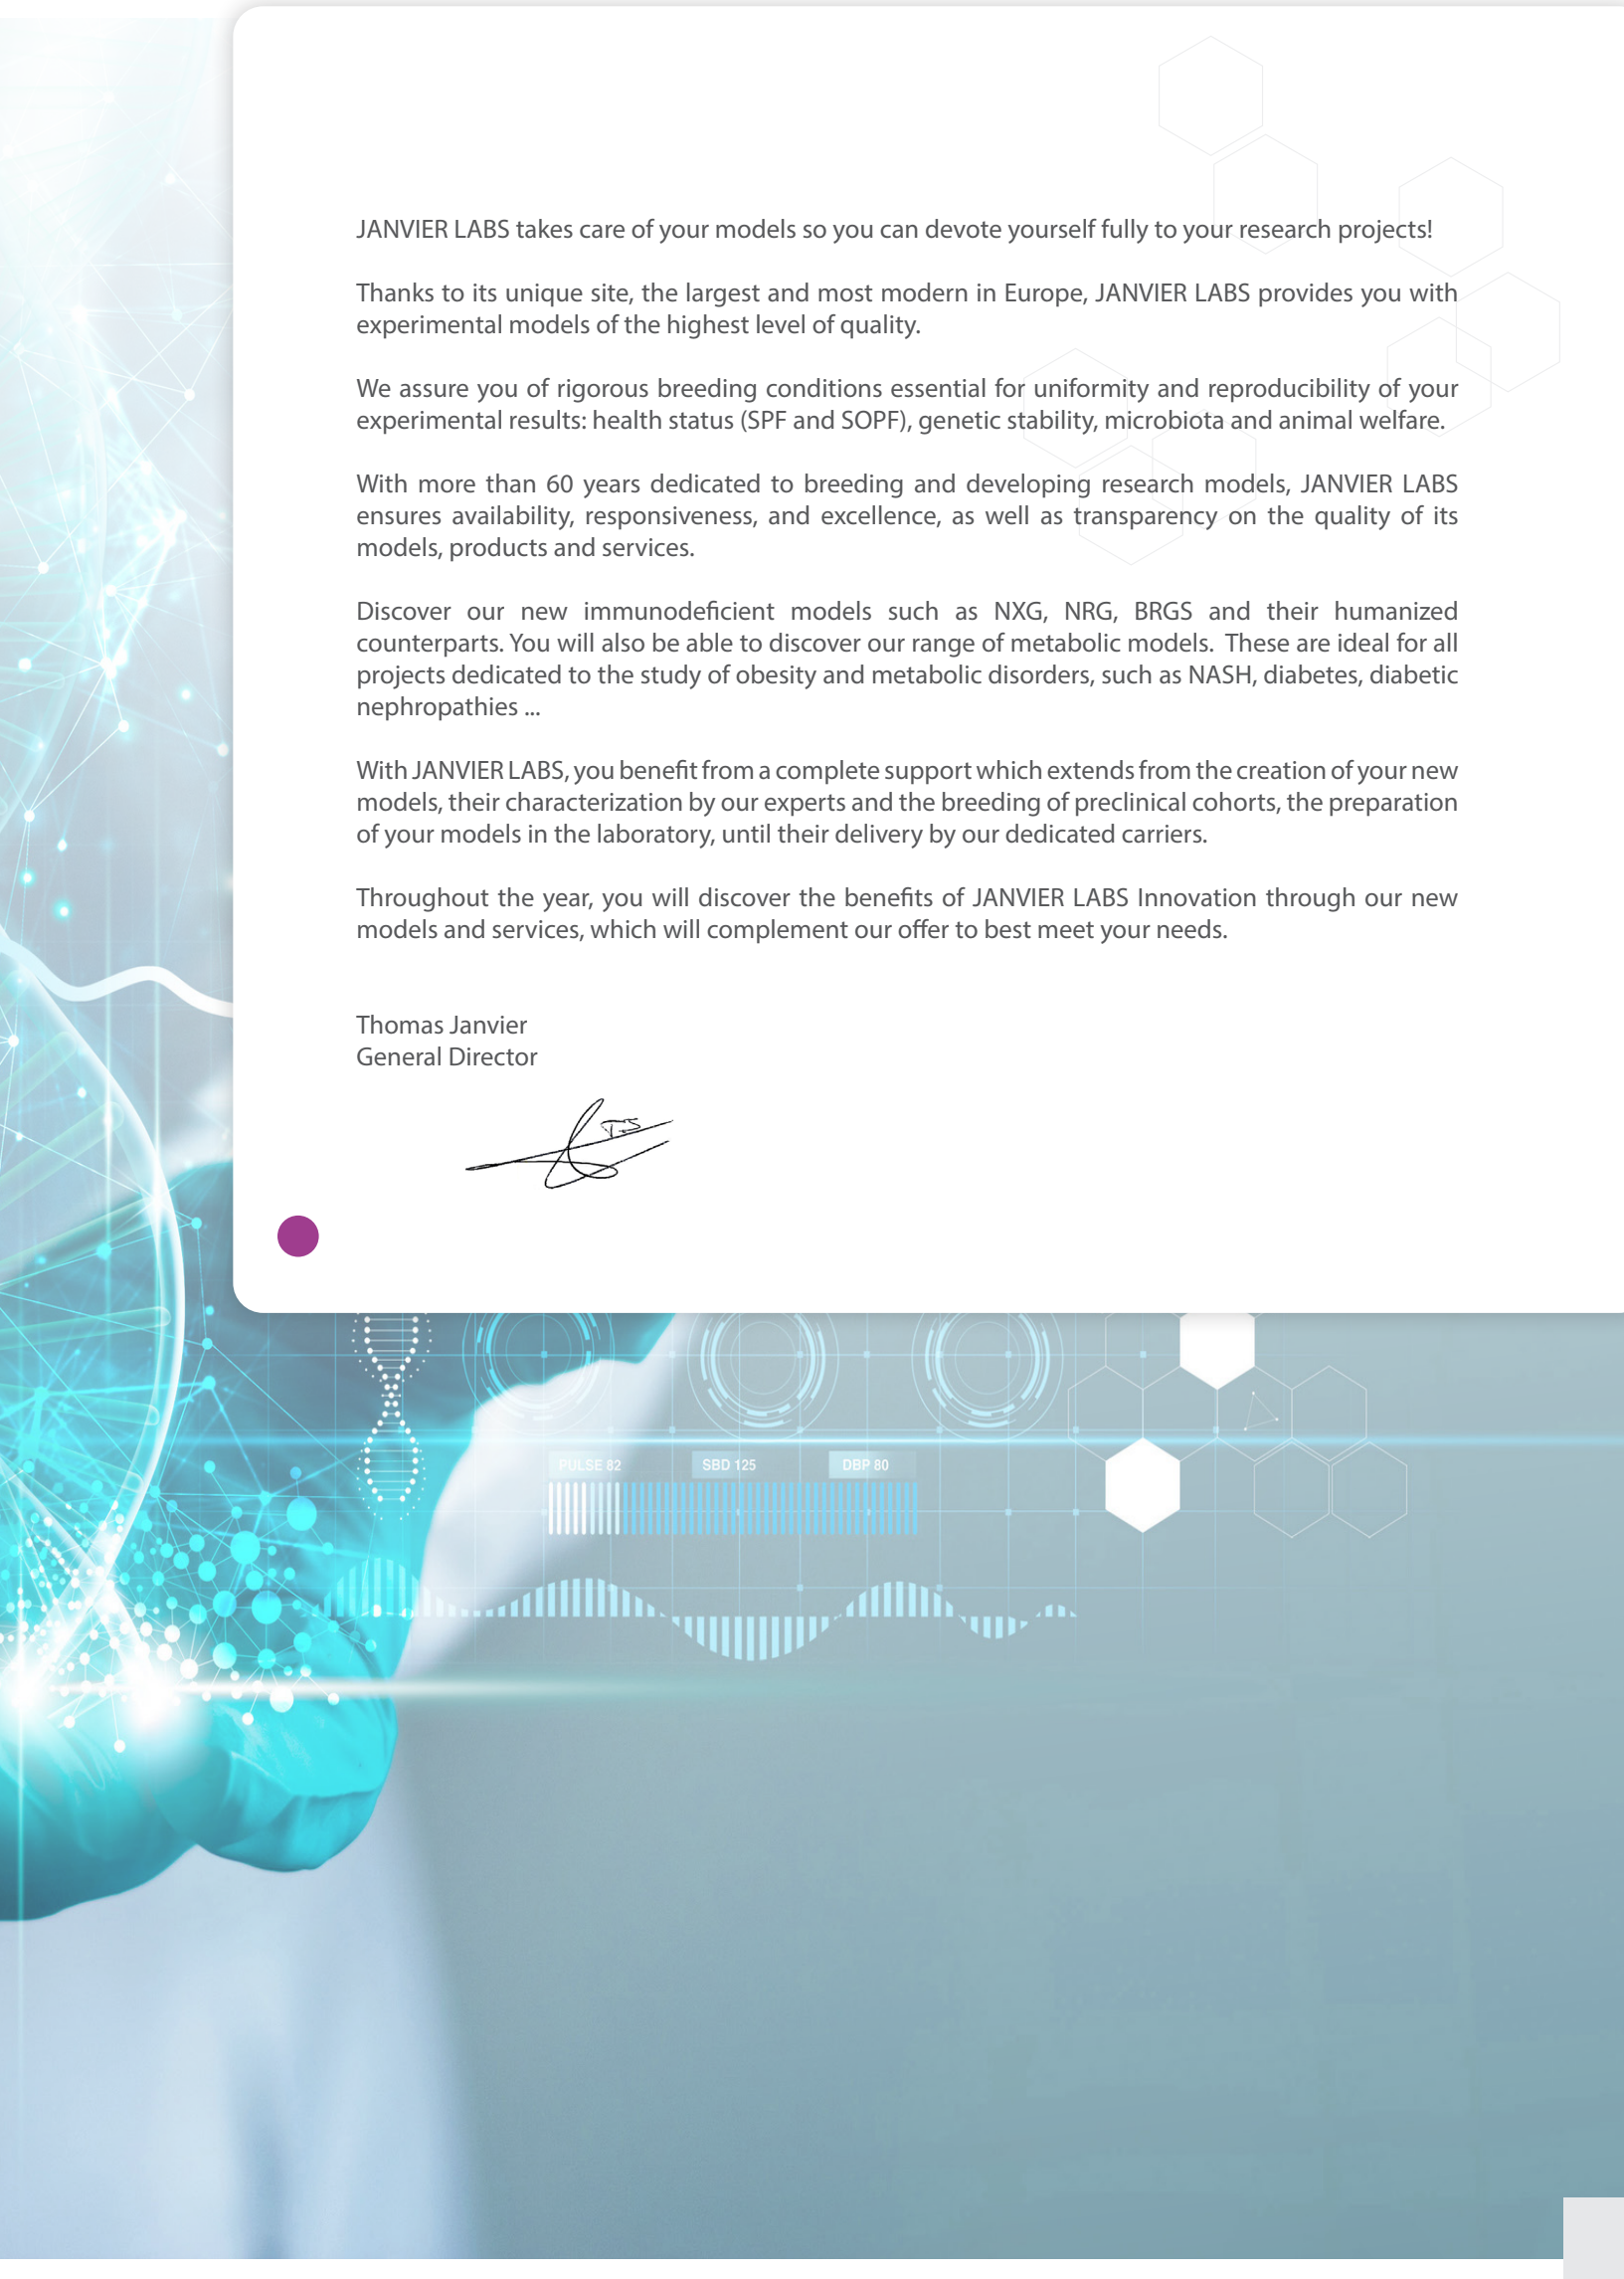 JANVIER LABS takes care of your models so you can devote yourself fully to your research projects!
Thanks to its unique site, the largest and most modern in Europe, JANVIER LABS provides you with
experimental models of the highest level of quality.
We assure you of rigorous breeding conditions essential for uniformity and reproducibility of your
experimental results: health status (SPF and SOPF), genetic stability, microbiota and animal welfare.
With more than 60 years dedicated to breeding and developing research models, JANVIER LABS
ensures availability, responsiveness, and excellence, as well as transparency on the quality of its
models, products and services.
Discover our new immunodeficient models such as NXG, NRG, BRGS and their humanized
counterparts. You will also be able to discover our range of metabolic models. These are ideal for all
projects dedicated to the study of obesity and metabolic disorders, such as NASH, diabetes, diabetic
nephropathies ...
With JANVIER LABS, you benefit from a complete support which extends from the creation of your new
models, their characterization by our experts and the breeding of preclinical cohorts, the preparation
of your models in the laboratory, until their delivery by our dedicated carriers.
Throughout the year, you will discover the benefits of JANVIER LABS Innovation through our new
models and services, which will complement our offer to best meet your needs.
Thomas Janvier
General Director
PULSE 82 SBD 125 DBP 80